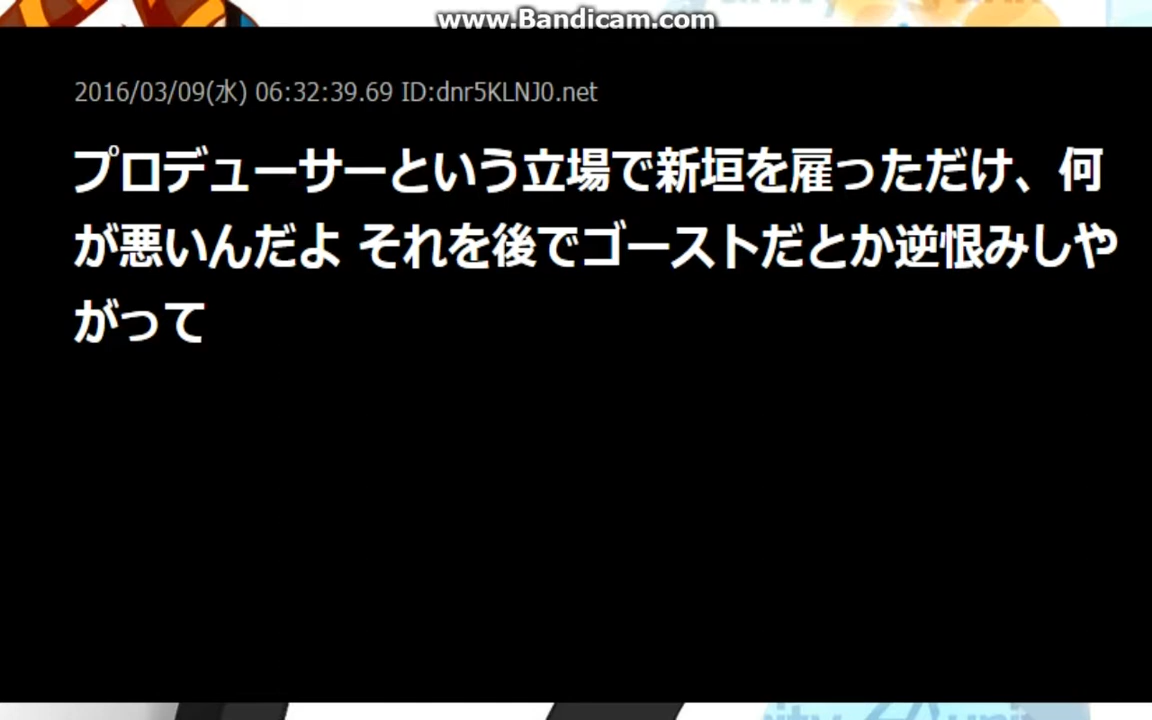 www.Bandicam.com
2016/03/09(水) 06:32:39.69 ID:dnr5KLNJ0.net
プロデューサーという立場で新垣を雇っただけ、何
が悪いんだよ それを後でゴーストだとか逆恨みしや
がって